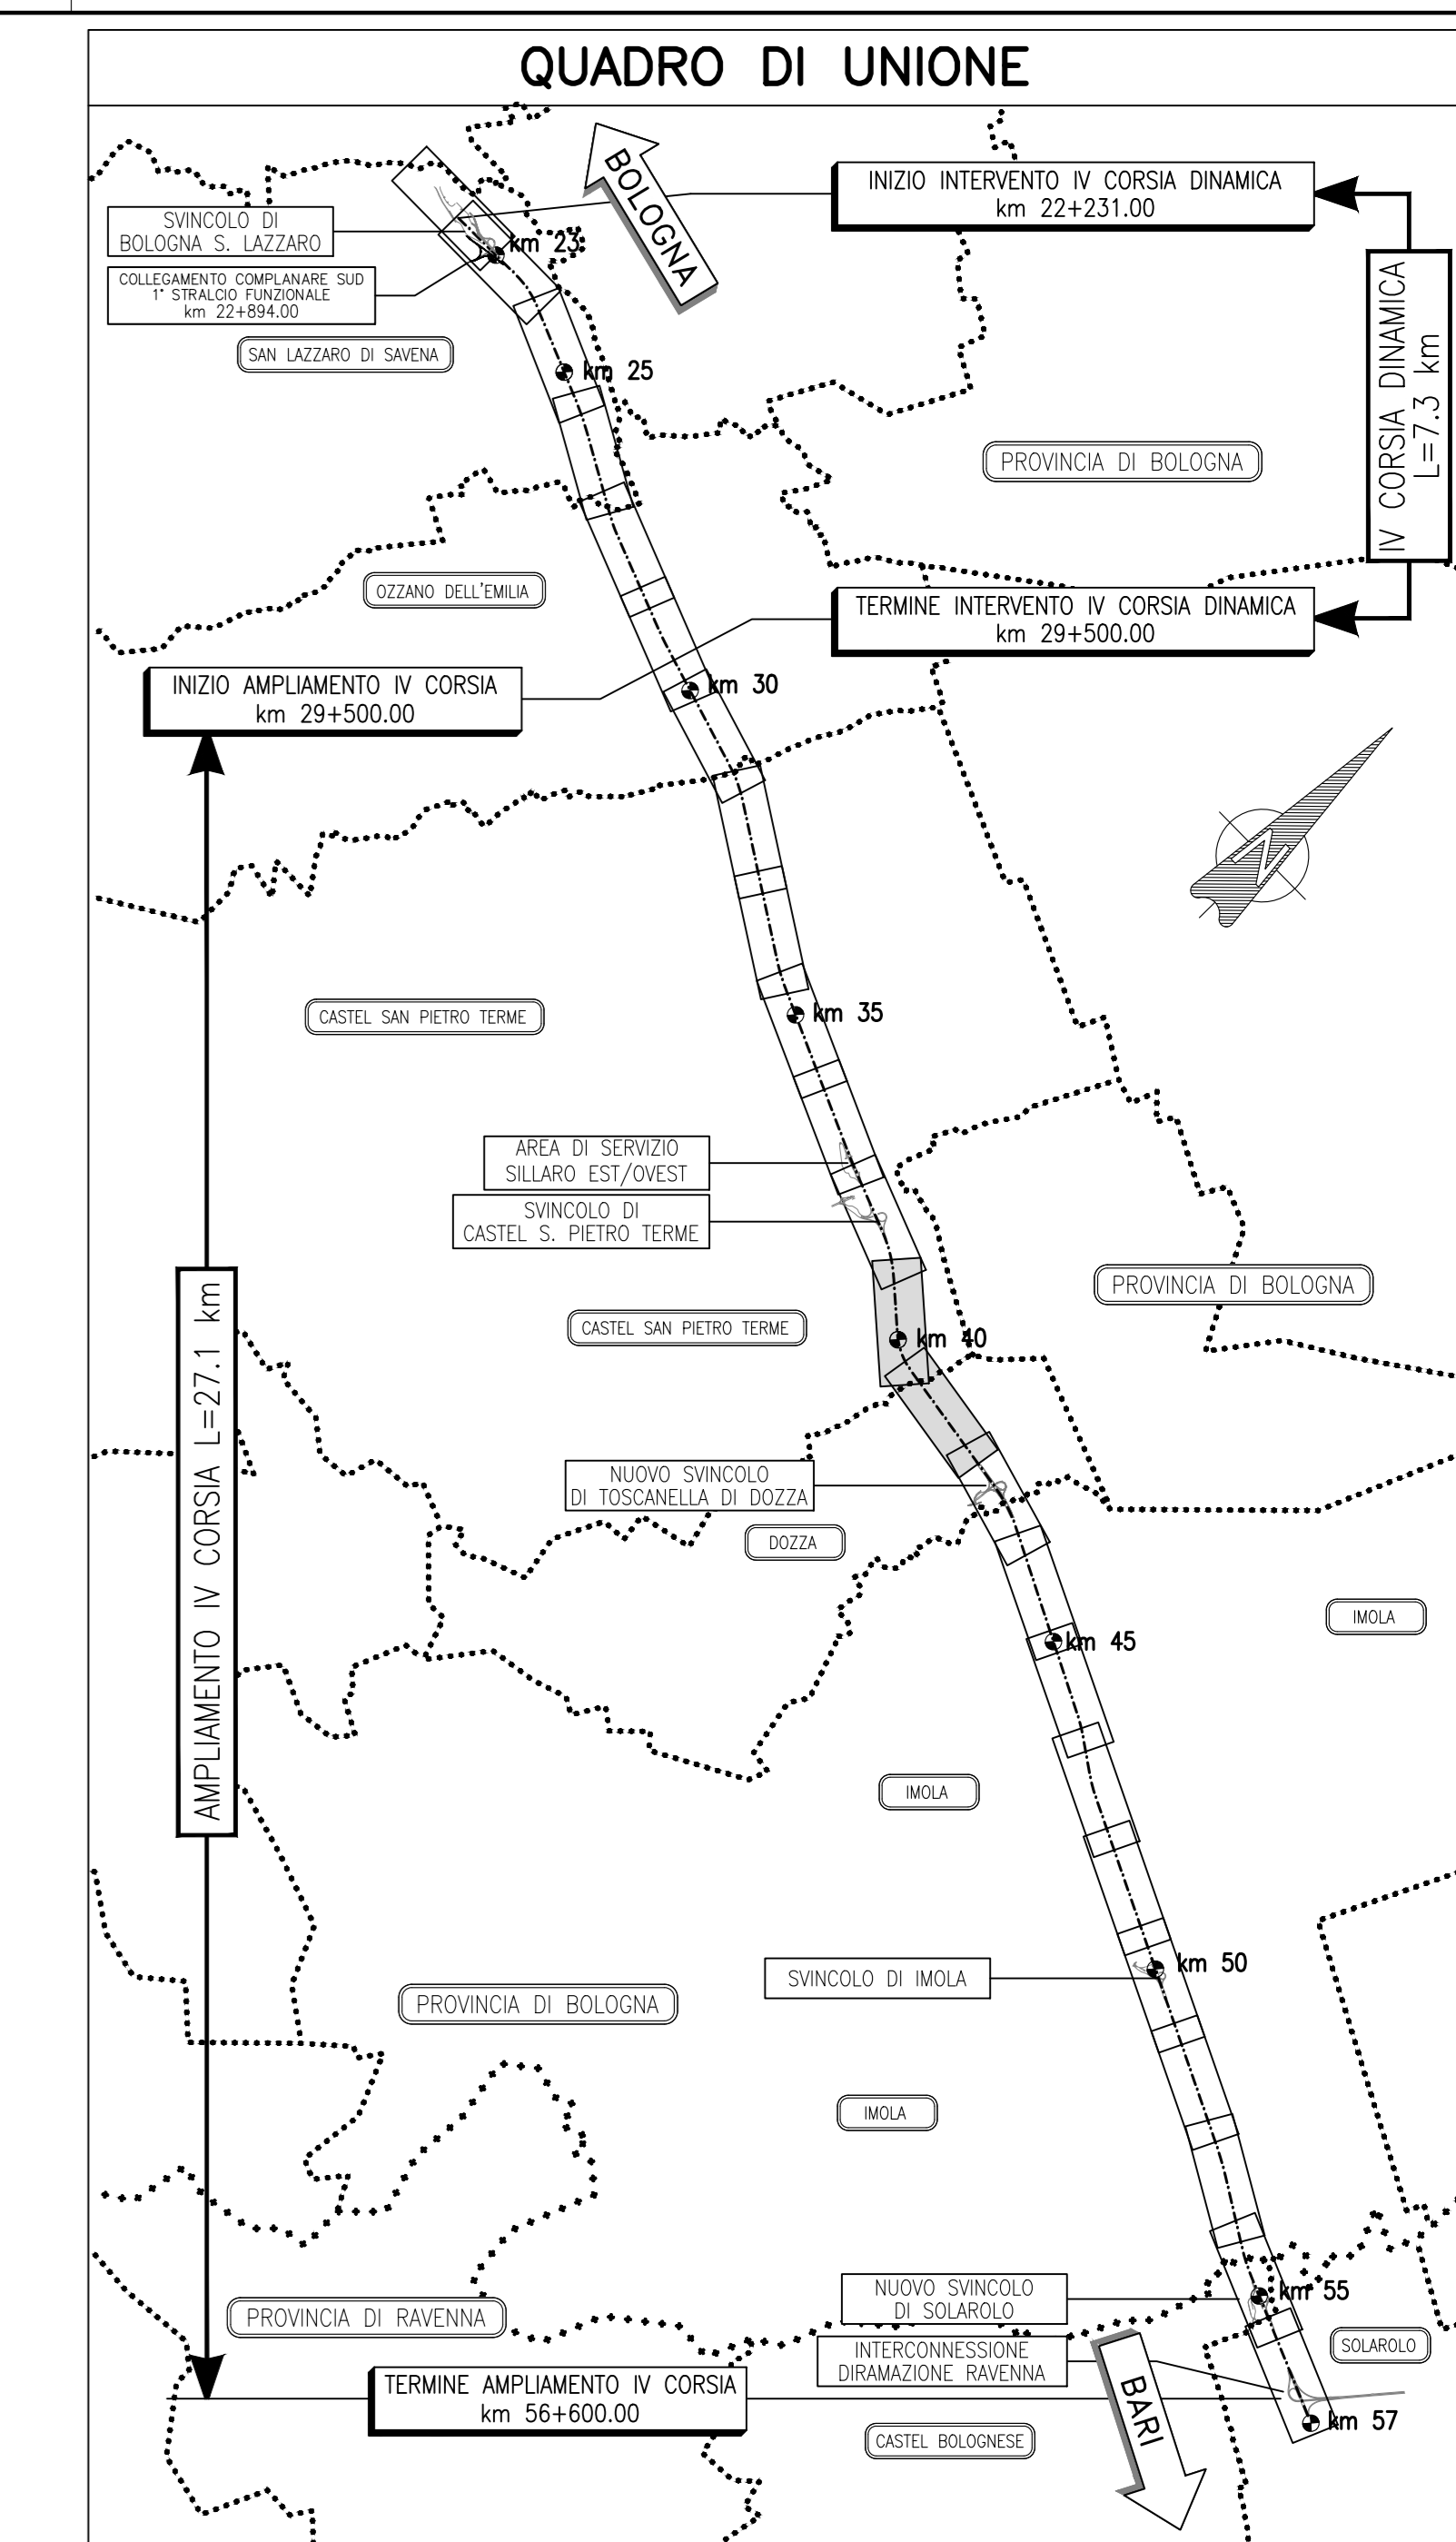 QUADRO DI UNIONE
BOLOGNA
INIZIO INTERVENTO IV CORSIA DINAMICA
km 22+231.00
SVINCOLO DI
BOLOGNA S. LAZZARO
km 23
COLLEGAMENTO COMPLANARE SUD
1° STRALCIO FUNZIONALE
km 22+894.00
SAN LAZZARO DI SAVENA
IV CORSIA DINAMICA
L=7.3 km
km 25
PROVINCIA DI BOLOGNA
OZZANO DELL'EMILIA
TERMINE INTERVENTO IV CORSIA DINAMICA
km 29+500.00
INIZIO AMPLIAMENTO IV CORSIA
km 29+500.00
km 30
N
CASTEL SAN PIETRO TERME
km 35
AREA DI SERVIZIO
SILLARO EST/OVEST
SVINCOLO DI
CASTEL S. PIETRO TERME
PROVINCIA DI BOLOGNA
AMPLIAMENTO IV CORSIA L=27.1 km
CASTEL SAN PIETRO TERME
km 40
NUOVO SVINCOLO
DI TOSCANELLA DI DOZZA
DOZZA
IMOLA
km 45
IMOLA
km 50
SVINCOLO DI IMOLA
PROVINCIA DI BOLOGNA
IMOLA
NUOVO SVINCOLO
DI SOLAROLO
km 55
PROVINCIA DI RAVENNA
SOLAROLO
INTERCONNESSIONE
DIRAMAZIONE RAVENNA
TERMINE AMPLIAMENTO IV CORSIA
km 56+600.00
BARI
km 57
CASTEL BOLOGNESE